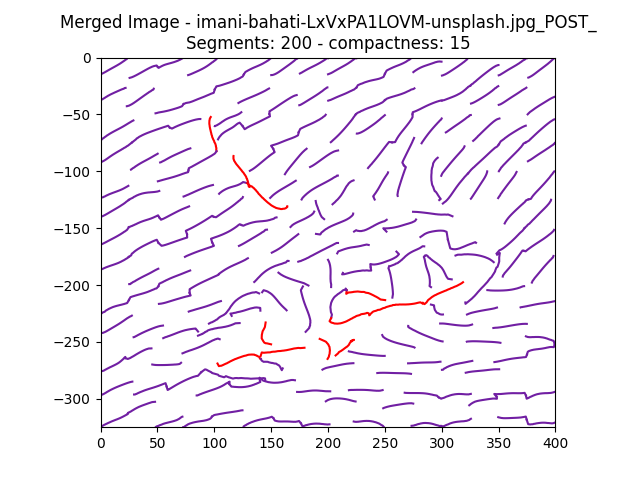 Merged Image - imani-bahati-LxVxPA1LOVM-unsplash.jpg_POST_
Segments: 200 - compactness: 15
0
−50
−100
−150
−200
−250
−300
0 50 100 150 200 250 300 350 400